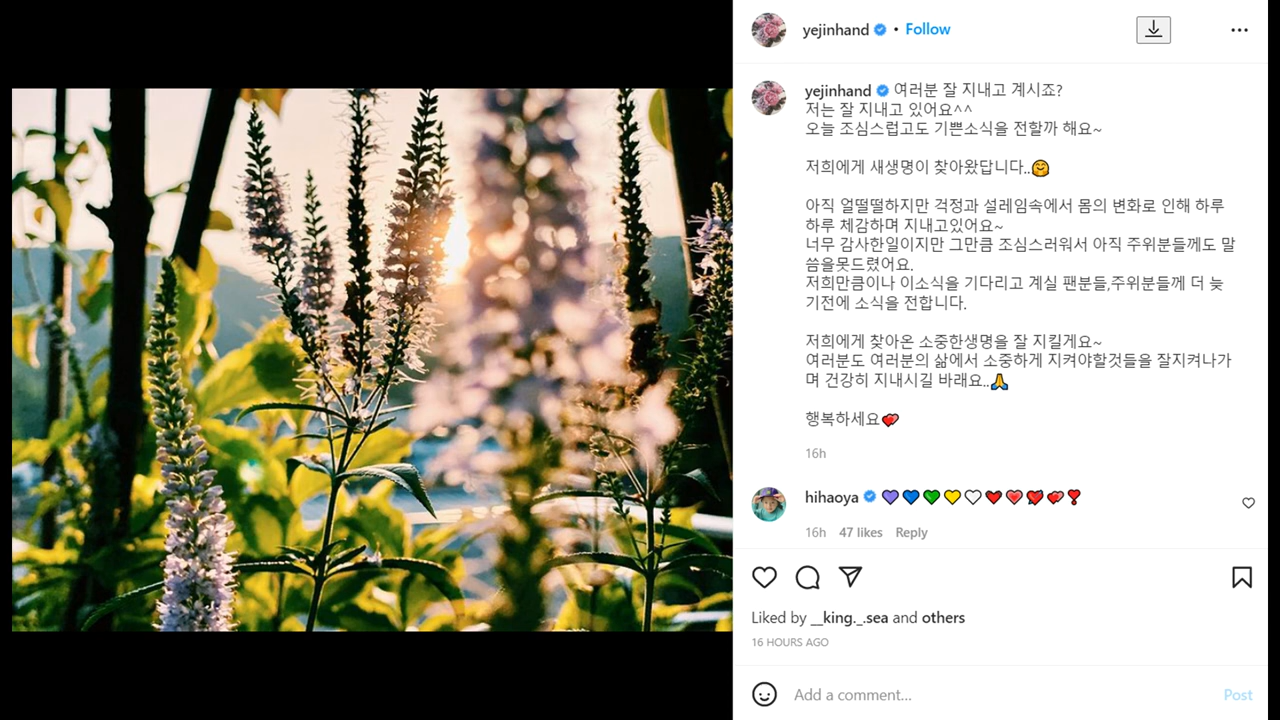 yejinhand • Follow
yejinhand 여러분 잘 지내고 계시죠?
저는 잘 지내고 있어요^^
오늘 조심스럽고도 기쁜소식을 전할까 해요~
저희에게 새생명이 찾아왔답니다..🤗
아직 얼떨떨하지만 걱정과 설레임속에서 몸의 변화로 인해 하루
하루 체감하며 지내고있어요~
너무 감사한일이지만 그만큼 조심스러워서 아직 주위분들께도 말
씀을못드렸어요.
저희만큼이나 이소식을 기다리고 계실 팬분들,주위분들께 더 늦
기전에 소식을 전합니다.
저희에게 찾아온 소중한생명을 잘 지킬게요~
여러분도 여러분의 삶에서 소중하게 지켜야할것들을 잘지켜나가
며 건강히 지내시길 바래요..🙏
행복하세요💕
16h
hihaoya 💜💙💚💛🤍❤️💗💘💕❣️
16h 47 likes Reply
Liked by __king._.sea and others
16 HOURS AGO
Add a comment... Post